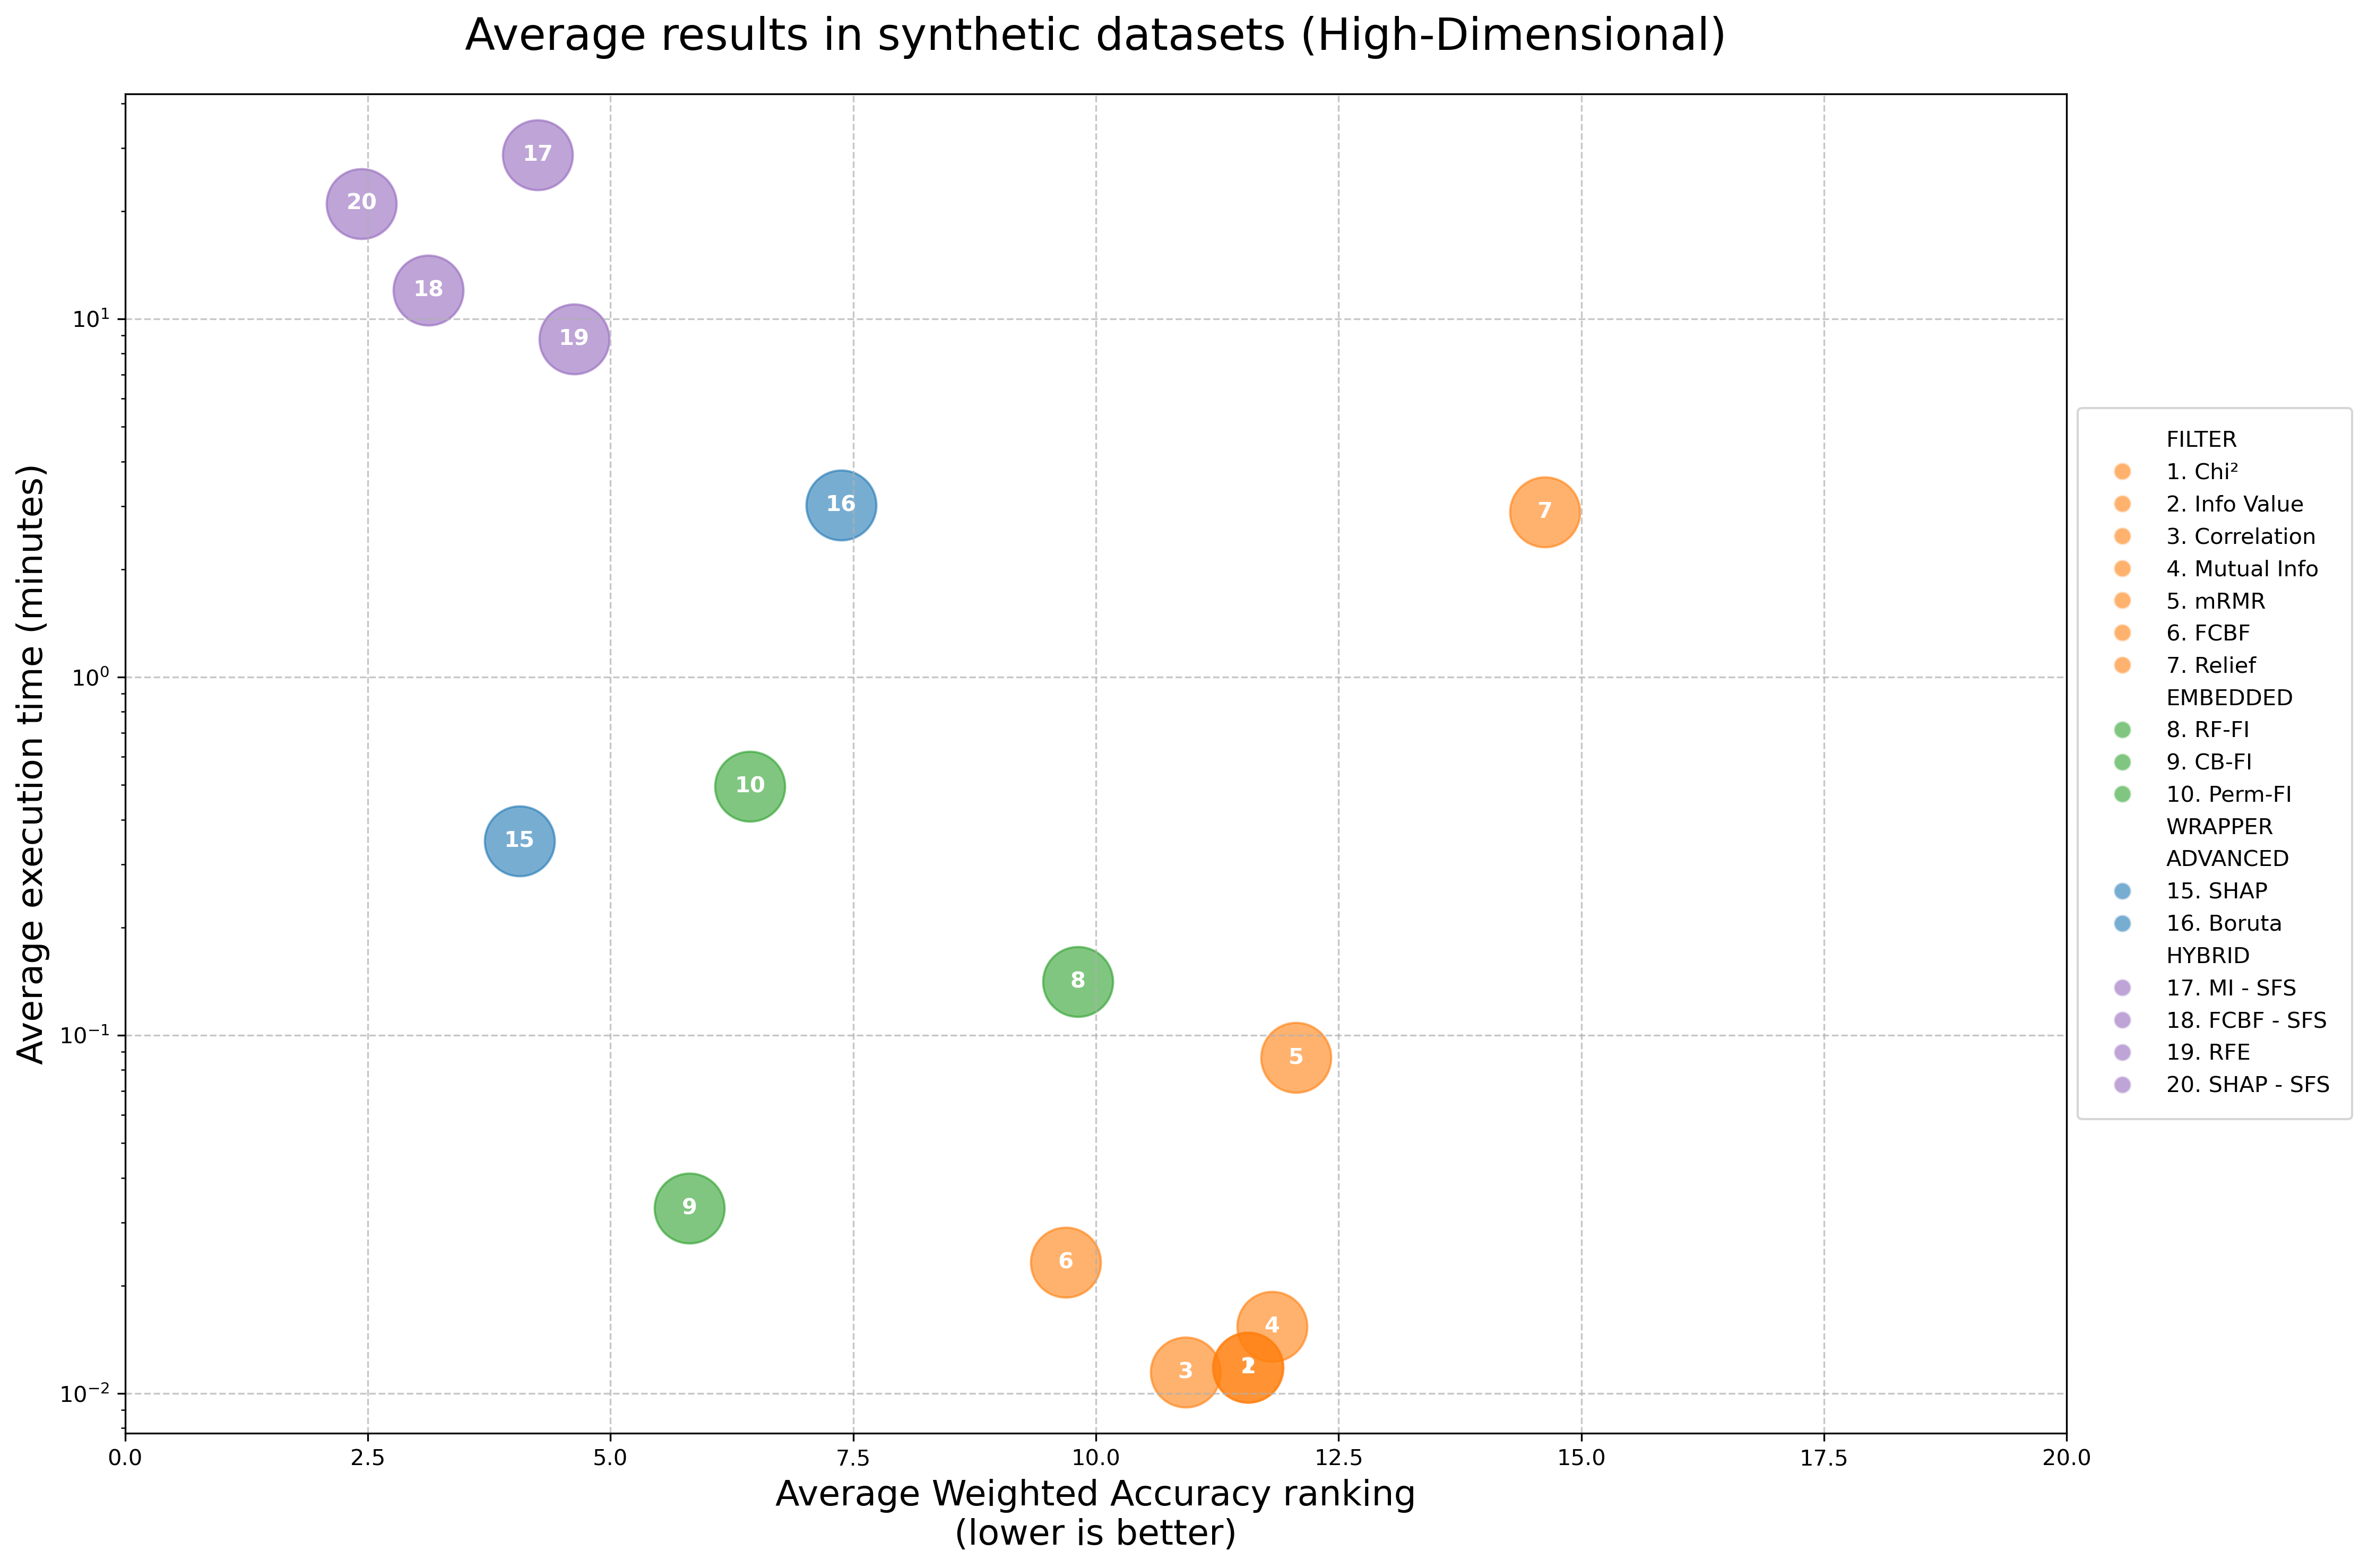 Average results in synthetic datasets (High-Dimensional)
Average execution time (minutes)
10¹
10⁰
10⁻¹
10⁻²
17
20
18
19
16
7
10
15
8
5
9
6
4
3
1
2
0.0
2.5
5.0
7.5
10.0
12.5
15.0
17.5
20.0
Average Weighted Accuracy ranking
(lower is better)
FILTER
1. Chi²
2. Info Value
3. Correlation
4. Mutual Info
5. mRMR
6. FCBF
7. Relief
EMBEDDED
8. RF-FI
9. CB-FI
10. Perm-FI
WRAPPER
ADVANCED
15. SHAP
16. Boruta
HYBRID
17. MI - SFS
18. FCBF - SFS
19. RFE
20. SHAP - SFS